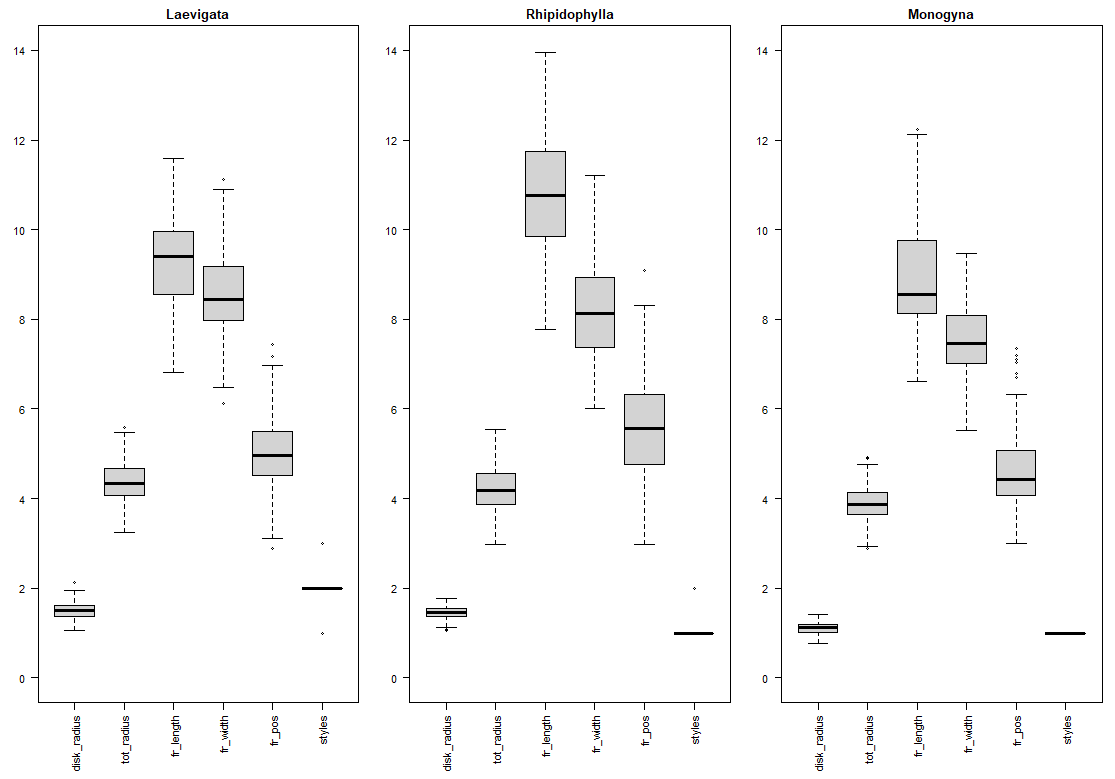 Laevigata
14
12
10
8
6
4
2
0
disk_radius
tot_radius
fr_length
fr_width
fr_pos
styles
Rhipidophylla
14
12
10
8
6
4
2
0
disk_radius
tot_radius
fr_length
fr_width
fr_pos
styles
Monogyna
14
12
10
8
6
4
2
0
disk_radius
tot_radius
fr_length
fr_width
fr_pos
styles